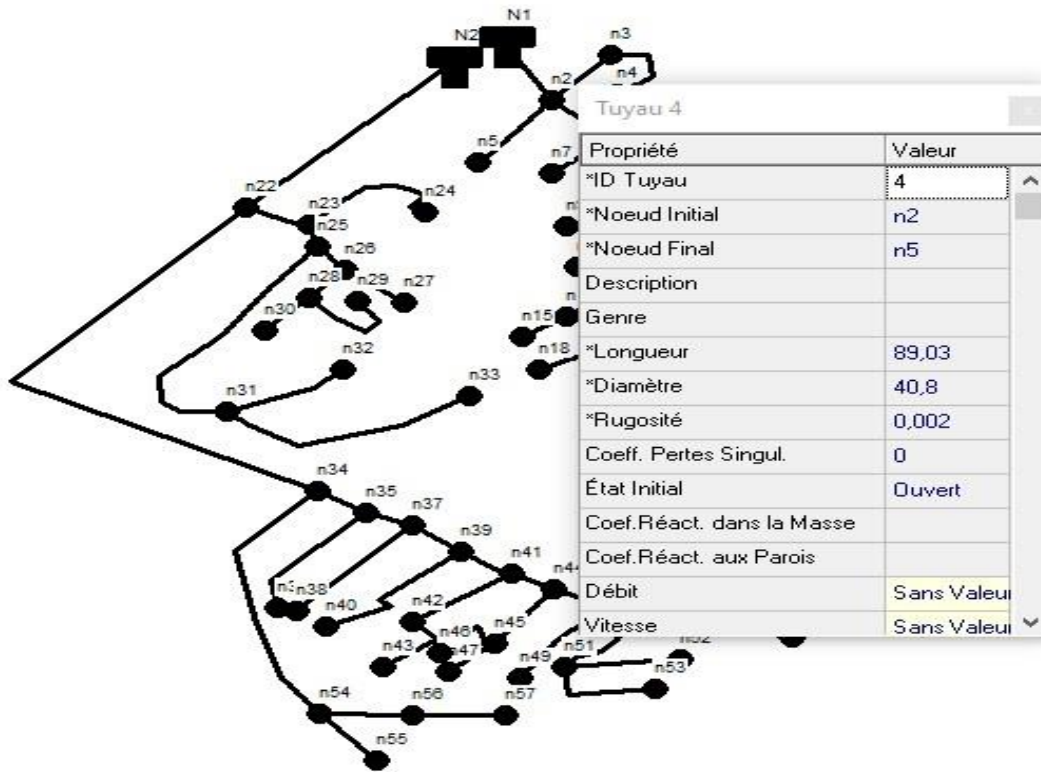 N1
N2
n3
n2
n4
n5
n7
n22
n23
n24
n25
n26
n28
n29
n27
n30
n15
n32
n18
n31
n33
n34
n35
n37
n39
n41
n38
n40
n42
n45
n43
n46
n47
n49
n51
n53
n54
n56
n57
n55
Tuyau 4
Propriété Valeur
*ID Tuyau 4
*Noeud Initial n2
*Noeud Final n5
Description
Genre
*Longueur 89,03
*Diamètre 40,8
*Rugosité 0,002
Coeff. Pertes Singul. 0
État Initial Ouvert
Coef.Réact. dans la Masse
Coef.Réact. aux Parois
Débit Sans Valeu
Vitesse Sans Valeu